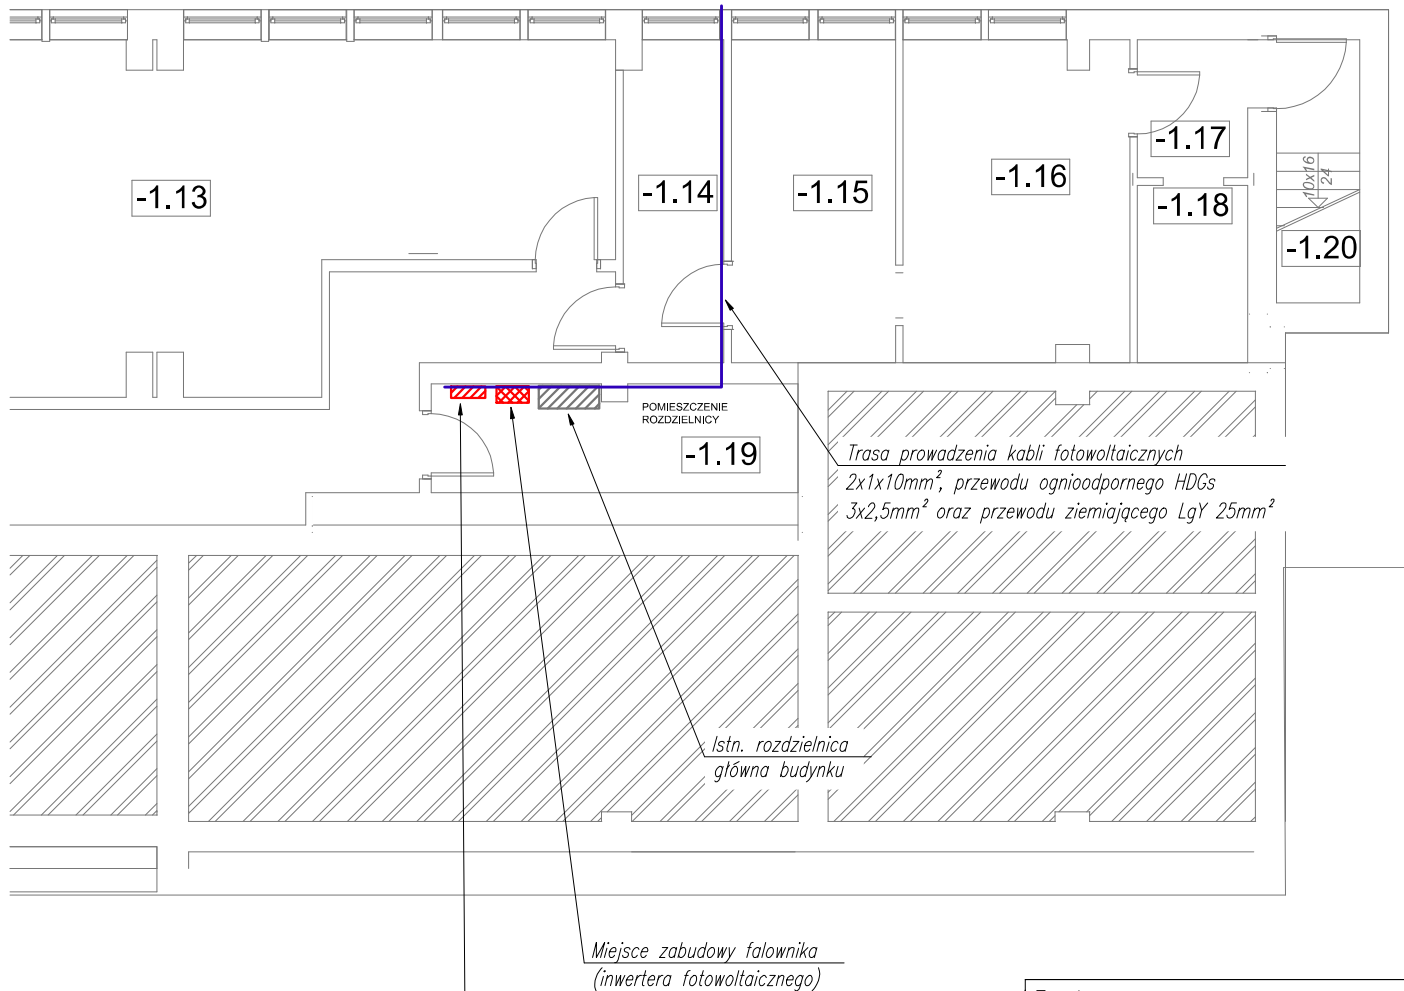 -1.13
-1.14
-1.15
-1.16
-1.17
-1.18
10x16
24
-1.20
POMIESZCZENIE
ROZDZIELNICY
-1.19
Trasa prowadzenia kabli fotowoltaicznych
2x1x10mm², przewodu ognioodpornego HDGs
3x2,5mm² oraz przewodu ziemiającego LgY 25mm²
Istn. rozdzielnica
główna budynku
Miejsce zabudowy falownika
(inwertera fotowoltaicznego)